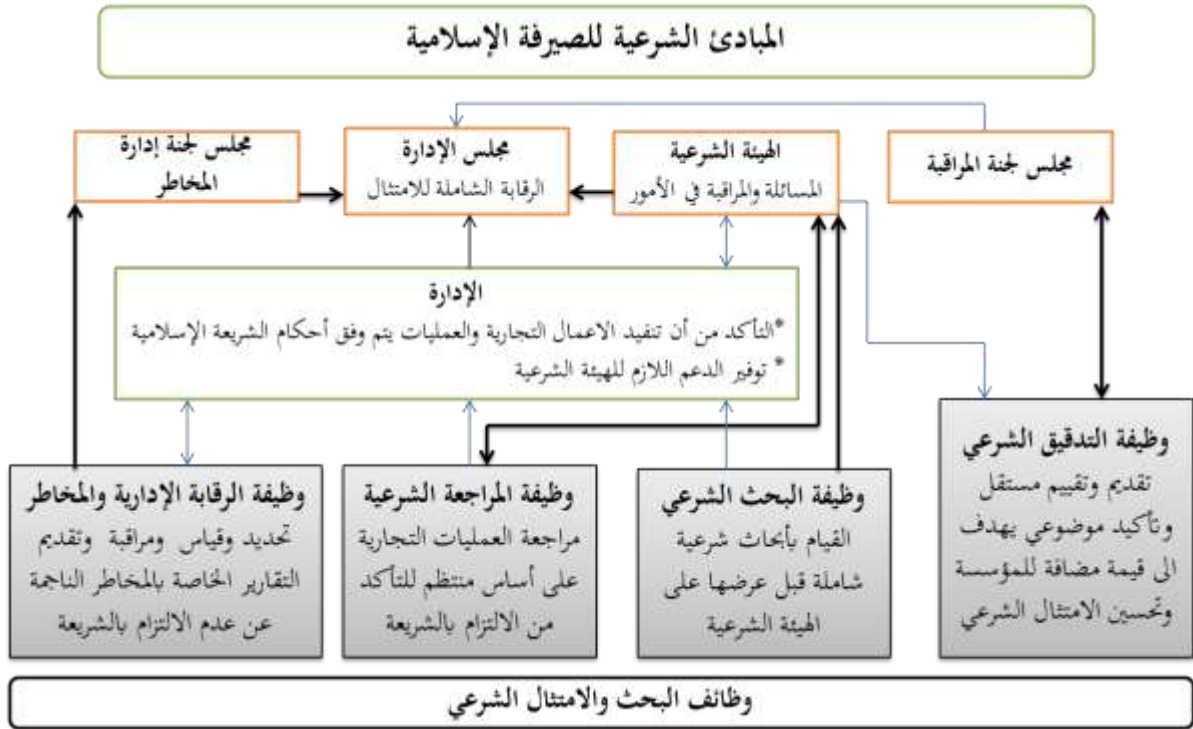 المبادئ الشرعية للصيرفة الإسلامية
مجلس لجنة المراقبة
الهيئة الشرعية
المسائلة والمراقبة في الأمور
مجلس الإدارة
الرقابة الشاملة للامتثال
مجلس لجنة إدارة
المخاطر
الإدارة
*التأكد من أن تنفيد الاعمال التجارية والعمليات يتم وفق أحكام الشريعة الإسلامية
* توفير الدعم اللازم للهيئة الشرعية
وظيفة التدقيق الشرعي
تقديم وتقييم مستقل
وتأكيد موضوعي يهدف
الى قيمة مضافة للمؤسسة
وتحسين الامتثال الشرعي
وظيفة البحث الشرعي
القيام بأبحاث شرعية
شاملة قبل عرضها على
الهيئة الشرعية
وظيفة المراجعة الشرعية
مراجعة العمليات التجارية
على أساس منتظم للتأكد
من الالتزام بالشريعة
وظيفة الرقابة الإدارية والمخاطر
تحديد وقياس ومراقبة وتقديم
التقارير الخاصة بالمخاطر الناجمة
عن عدم الالتزام بالشريعة
وظائف البحث والامتثال الشرعي